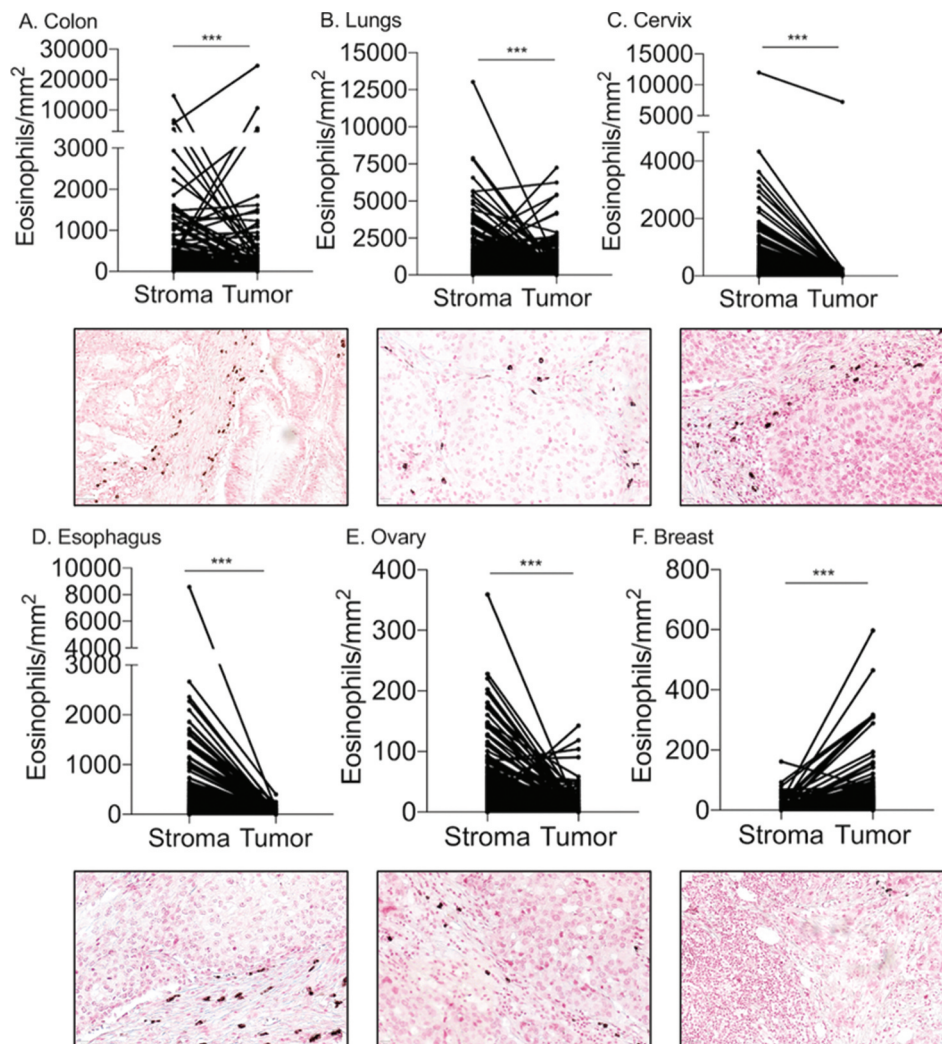 A. Colon
Eosinophils/mm²
30000
20000
10000
3000
2000
1000
0
***
Stroma Tumor
B. Lungs
Eosinophils/mm²
15000
12500
10000
7500
5000
2500
0
***
Stroma Tumor
C. Cervix
Eosinophils/mm²
15000
10000
5000
4000
2000
0
***
Stroma Tumor
D. Esophagus
Eosinophils/mm²
10000
8000
6000
4000
3000
2000
1000
0
***
Stroma Tumor
E. Ovary
Eosinophils/mm²
400
300
200
100
0
***
Stroma Tumor
F. Breast
Eosinophils/mm²
800
600
400
200
0
***
Stroma Tumor